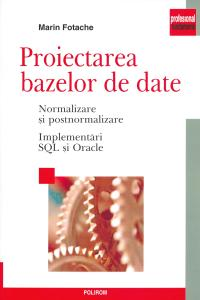 Marin Fotache
profesional
Proiectarea
bazelor de date
Normalizare
și postnormalizare
Implementări
SQL și Oracle
POLIROM